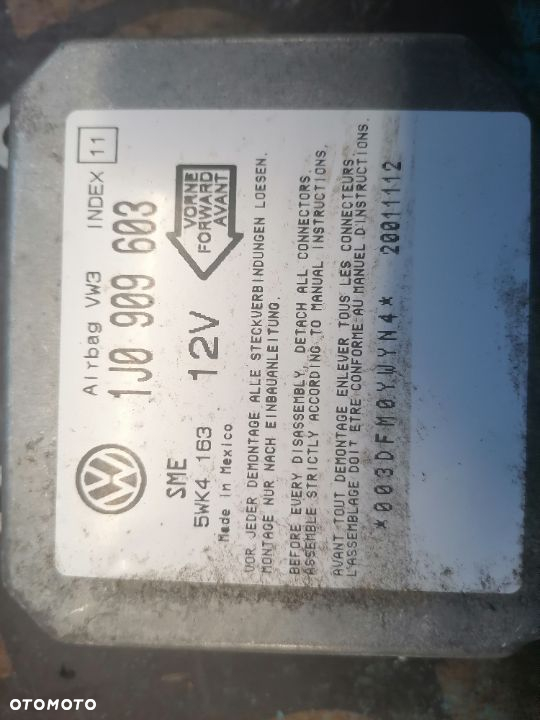 Airbag VW3 INDEX 11
1J0 909 603
SME
5WK4 163 12V
Made in Mexico
VORNE
FORWARD
AVANT
VOR JEDER DEMONTAGE ALLE STECKVERBINDUNGEN LOESEN.
MONTAGE NUR NACH EINBAUANLEITUNG.
BEFORE EVERY DISASSEMBLY, DETACH ALL CONNECTORS.
ASSEMBLE STRICTLY ACCORDING TO MANUAL INSTRUCTIONS.
AVANT TOUT DEMONTAGE ENLEVER TOUS LES CONNECTEURS.
L'ASSEMBLAGE DOIT ETRE CONFORME AU MANUEL D'INSTRUCTIONS.
*003DFM0YWYN4* 20011112
OTOMOTO